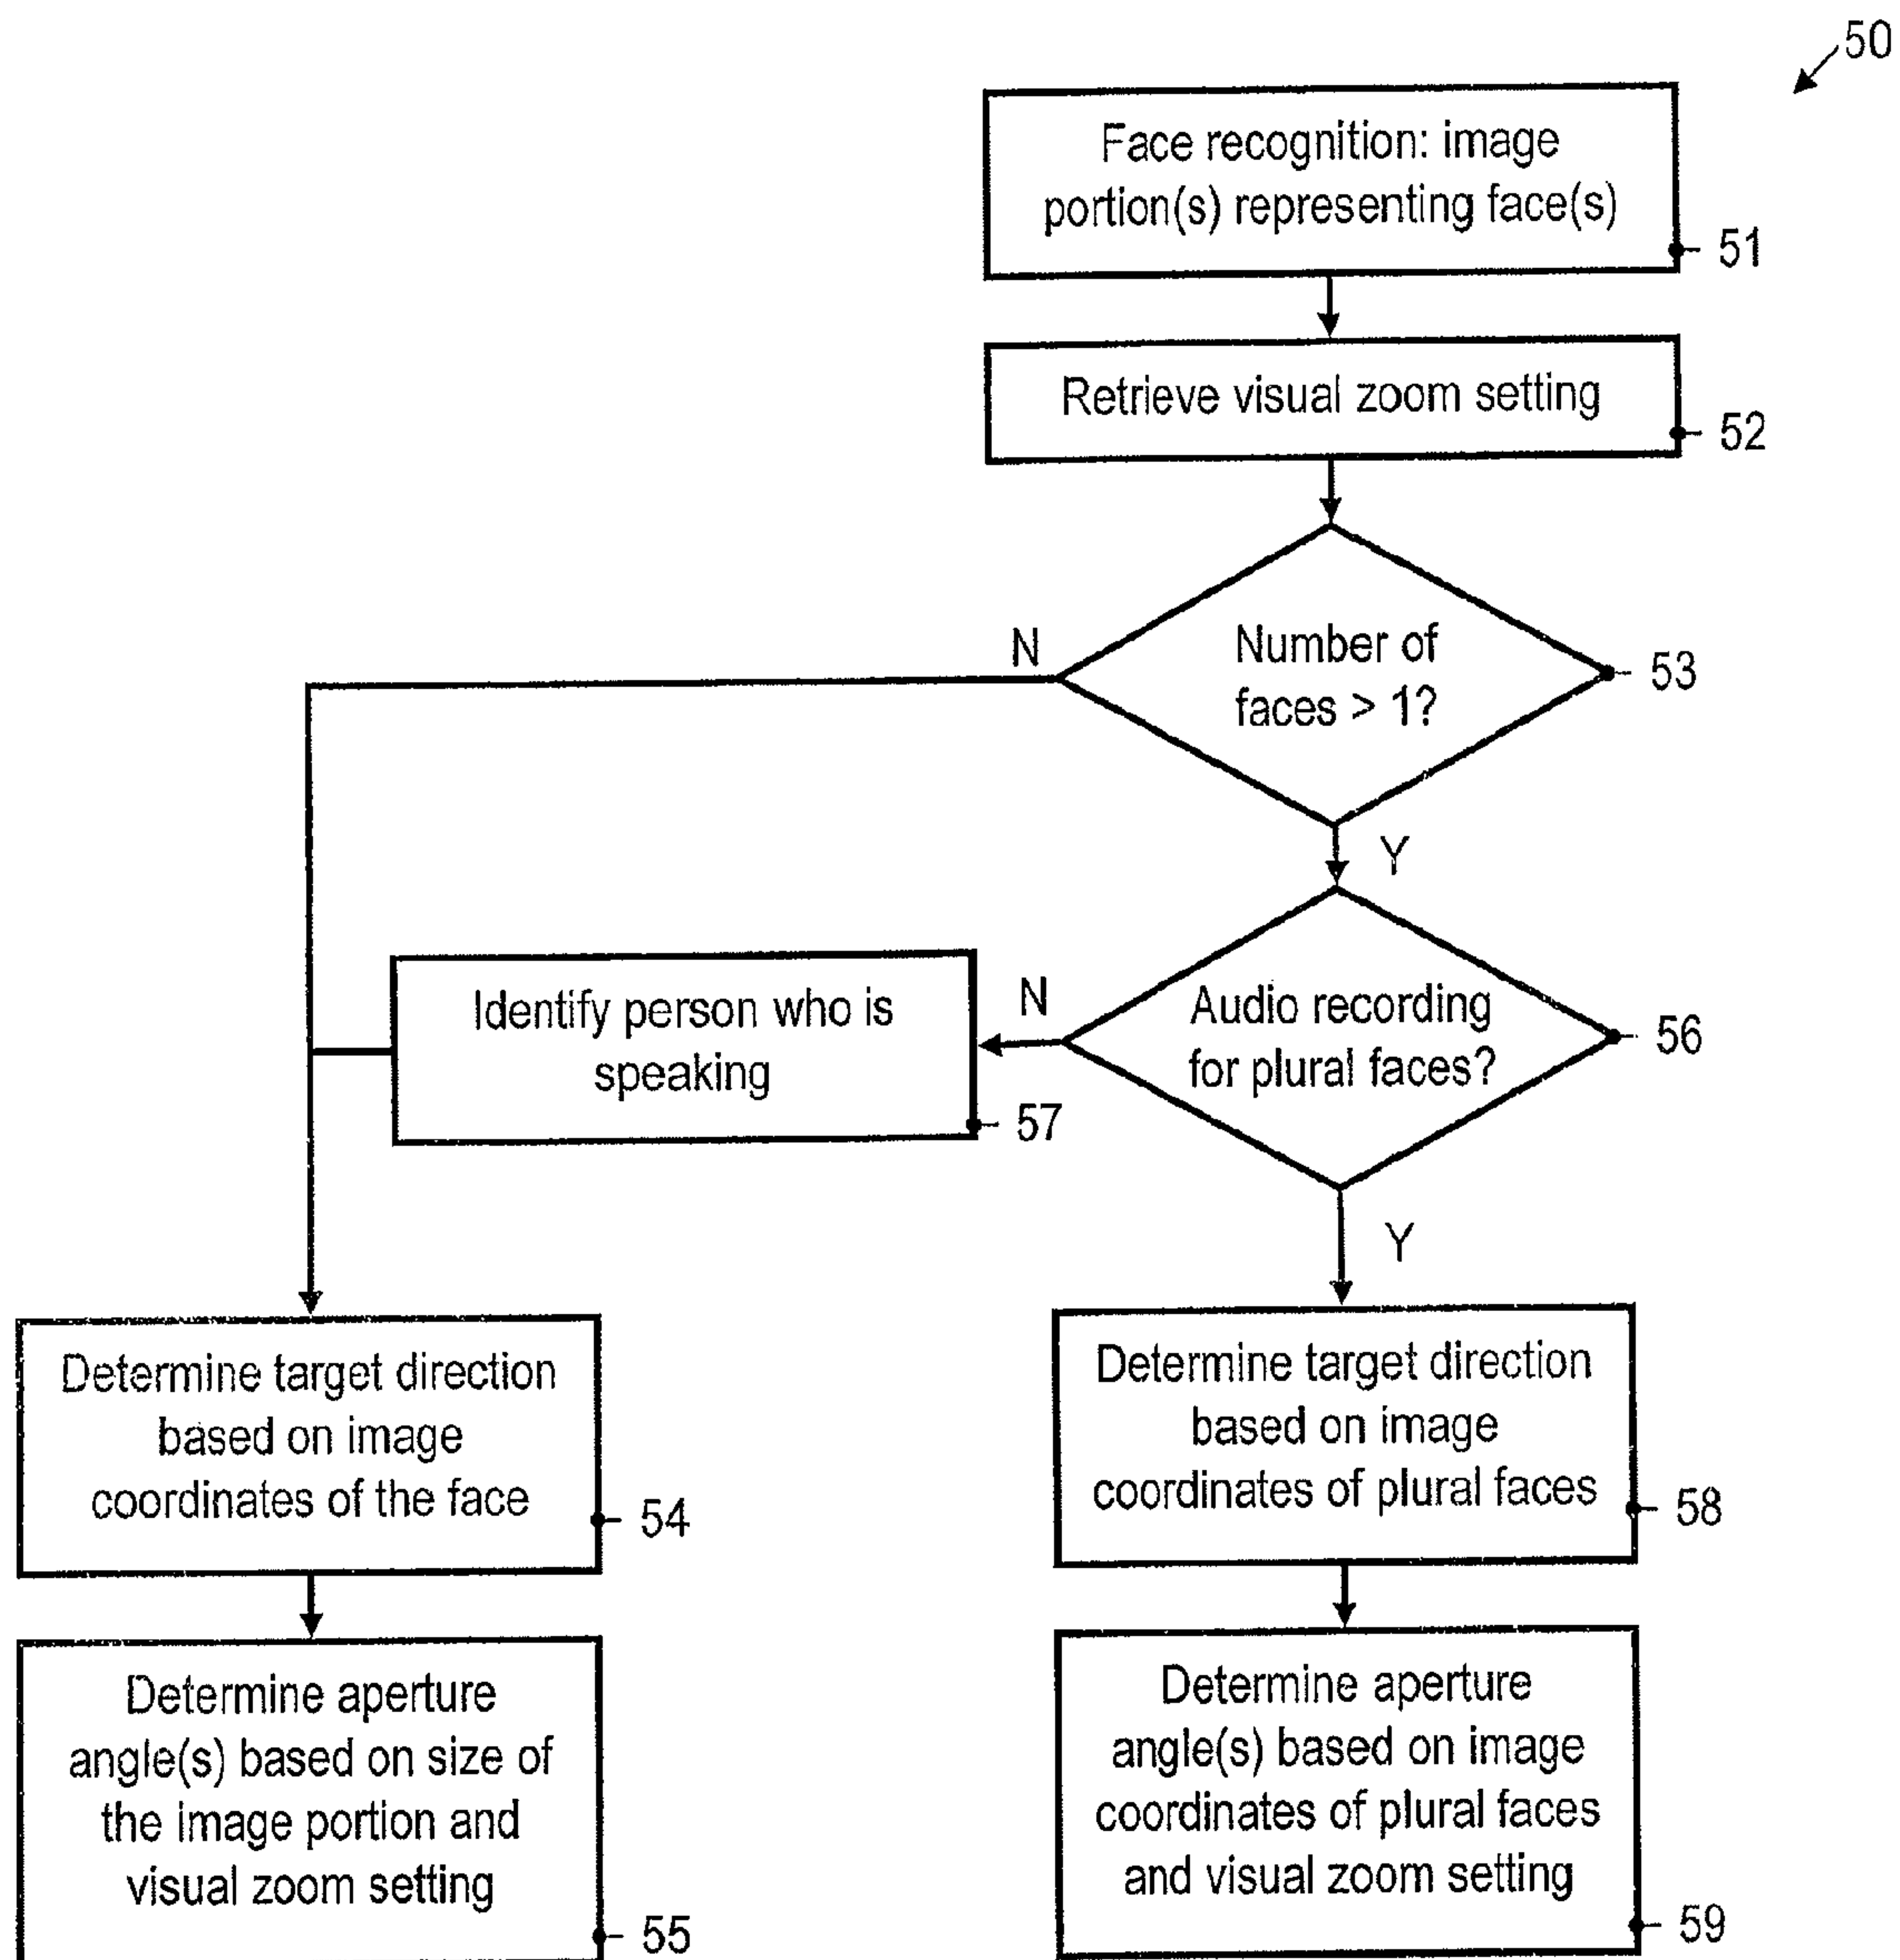 50
Face recognition: image
portion(s) representing face(s)
51
Retrieve visual zoom setting
52
Number of
faces > 1?
53
N
Y
Audio recording
for plural faces?
56
N
Y
Identify person who is
speaking
57
Determine target direction
based on image
coordinates of the face
54
Determine target direction
based on image
coordinates of plural faces
58
Determine aperture
angle(s) based on size of
the image portion and
visual zoom setting
55
Determine aperture
angle(s) based on image
coordinates of plural faces
and visual zoom setting
59